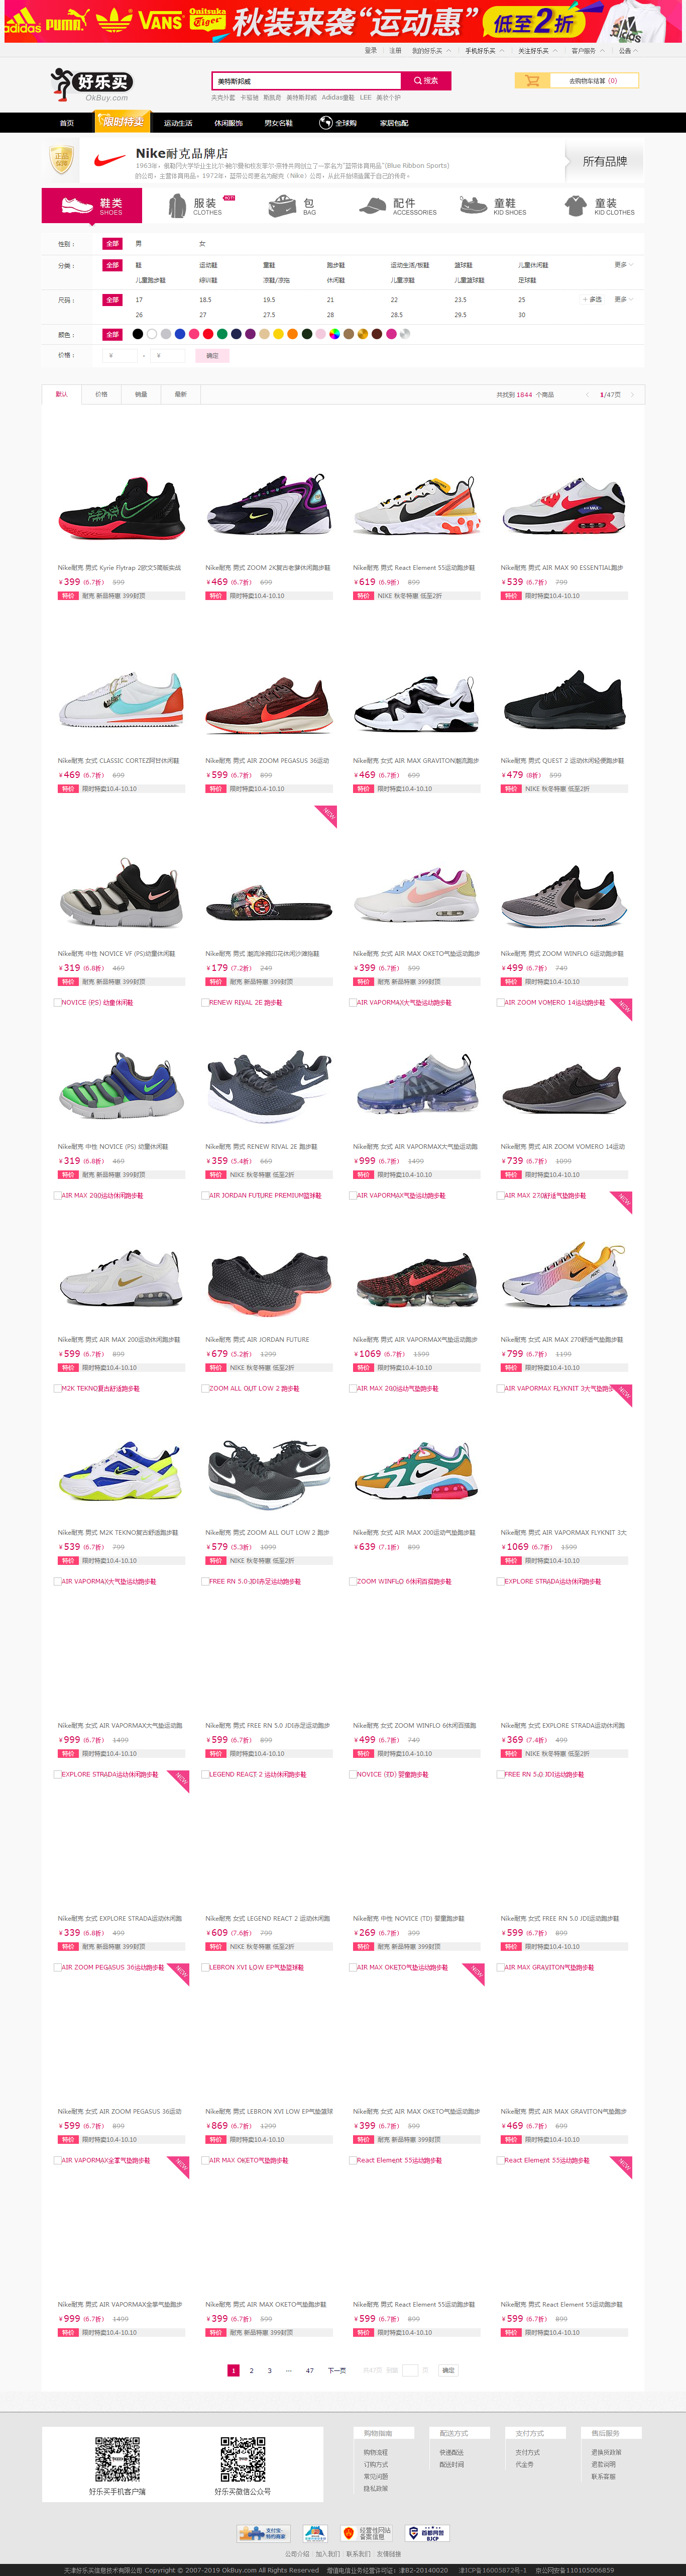 PUMA VANS Onitsuka Tiger 秋装来袭“运动惠” 低至2折
登录 注册 我的好乐买 手机好乐买 关注好乐买 客户服务 公告
好乐买 OkBuy.com
美特斯邦威 搜索
去购物车结算 (0)
夹克外套 卡骆驰 斯凯奇 美特斯邦威 Adidas童鞋 LEE 美妆个护
首页 限时特卖 运动生活 休闲服饰 男女名鞋 全球购 家居包配
Nike耐克品牌店
所有品牌
鞋类 SHOES 服装 CLOTHES HOT! 包 BAG 配件 ACCESSORIES 童鞋 KID SHOES 童装 KID CLOTHES
性别： 全部 男 女
分类： 全部 鞋 运动鞋 童鞋 跑步鞋 运动生活/板鞋 篮球鞋 儿童休闲鞋 更多
儿童跑步鞋 综训鞋 凉鞋/凉拖 休闲鞋 儿童凉鞋 儿童篮球鞋 足球鞋
尺码： 全部 17 18.5 19.5 21 22 23.5 25 + 多选 更多
26 27 27.5 28 28.5 29.5 30
颜色： 全部
价格： ¥ - ¥ 确定
默认 价格 销量 最新 共找到 1844 个商品 1/47页
Nike耐克 男式 Kyrie Flytrap 2欧文5简版实战
¥399 (6.7折) 599
特价 耐克 新品特惠 399封顶
Nike耐克 男式 ZOOM 2K复古老爹休闲跑步鞋
¥469 (6.7折) 699
特价 限时特卖10.4-10.10
Nike耐克 男式 React Element 55运动跑步鞋
¥619 (6.9折) 899
特价 NIKE 秋冬特惠 低至2折
Nike耐克 男式 AIR MAX 90 ESSENTIAL跑步
¥539 (6.7折) 799
特价 限时特卖10.4-10.10
Nike耐克 女式 CLASSIC CORTEZ阿甘休闲鞋
¥469 (6.7折) 699
特价 限时特卖10.4-10.10
Nike耐克 男式 AIR ZOOM PEGASUS 36运动
¥599 (6.7折) 899
特价 限时特卖10.4-10.10
Nike耐克 女式 AIR MAX GRAVITON潮流跑步
¥469 (6.7折) 699
特价 限时特卖10.4-10.10
Nike耐克 男式 QUEST 2 运动休闲轻便跑步鞋
¥479 (8折) 599
特价 NIKE 秋冬特惠 低至2折
NEW
Nike耐克 中性 NOVICE VF (PS)幼童休闲鞋
¥319 (6.8折) 469
特价 耐克 新品特惠 399封顶
Nike耐克 男式 潮流涂鸦印花休闲沙滩拖鞋
¥179 (7.2折) 249
特价 耐克 新品特惠 399封顶
Nike耐克 女式 AIR MAX OKETO气垫运动跑步
¥399 (6.7折) 599
特价 耐克 新品特惠 399封顶
Nike耐克 男式 ZOOM WINFLO 6运动跑步鞋
¥499 (6.7折) 749
特价 限时特卖10.4-10.10
NOVICE (PS) 幼童休闲鞋 RENEW RIVAL 2E 跑步鞋 AIR VAPORMAX大气垫运动跑步鞋 AIR ZOOM VOMERO 14运动跑步鞋 NEW
Nike耐克 中性 NOVICE (PS) 幼童休闲鞋
¥319 (6.8折) 469
特价 耐克 新品特惠 399封顶
Nike耐克 男式 RENEW RIVAL 2E 跑步鞋
¥359 (5.4折) 669
特价 NIKE 秋冬特惠 低至2折
Nike耐克 女式 AIR VAPORMAX大气垫运动跑
¥999 (6.7折) 1499
特价 限时特卖10.4-10.10
Nike耐克 男式 AIR ZOOM VOMERO 14运动
¥739 (6.7折) 1099
特价 限时特卖10.4-10.10
AIR MAX 200运动休闲跑步鞋 AIR JORDAN FUTURE PREMIUM篮球鞋 AIR VAPORMAX气垫运动跑步鞋 AIR MAX 270舒适气垫跑步鞋 NEW
Nike耐克 男式 AIR MAX 200运动休闲跑步鞋
¥599 (6.7折) 899
特价 限时特卖10.4-10.10
Nike耐克 男式 AIR JORDAN FUTURE
¥679 (5.2折) 1299
特价 NIKE 秋冬特惠 低至2折
Nike耐克 男式 AIR VAPORMAX气垫运动跑步
¥1069 (6.7折) 1599
特价 限时特卖10.4-10.10
Nike耐克 女式 AIR MAX 270舒适气垫跑步鞋
¥799 (6.7折) 1199
特价 限时特卖10.4-10.10
M2K TEKNO复古舒适跑步鞋 ZOOM ALL OUT LOW 2 跑步鞋 AIR MAX 200运动气垫跑步鞋 AIR VAPORMAX FLYKNIT 3大气垫跑步鞋 NEW
Nike耐克 男式 M2K TEKNO复古舒适跑步鞋
¥539 (6.7折) 799
特价 限时特卖10.4-10.10
Nike耐克 男式 ZOOM ALL OUT LOW 2 跑步
¥579 (5.3折) 1099
特价 NIKE 秋冬特惠 低至2折
Nike耐克 女式 AIR MAX 200运动气垫跑步鞋
¥639 (7.1折) 899
Nike耐克 男式 AIR VAPORMAX FLYKNIT 3大
¥1069 (6.7折) 1599
特价 限时特卖10.4-10.10
AIR VAPORMAX大气垫运动跑步鞋 FREE RN 5.0 JDI赤足运动跑步鞋 ZOOM WINFLO 6休闲百搭跑步鞋 EXPLORE STRADA运动休闲跑步鞋
Nike耐克 女式 AIR VAPORMAX大气垫运动跑
¥999 (6.7折) 1499
特价 限时特卖10.4-10.10
Nike耐克 男式 FREE RN 5.0 JDI赤足运动跑步
¥599 (6.7折) 899
特价 限时特卖10.4-10.10
Nike耐克 女式 ZOOM WINFLO 6休闲百搭跑
¥499 (6.7折) 749
特价 限时特卖10.4-10.10
Nike耐克 女式 EXPLORE STRADA运动休闲跑
¥369 (7.4折) 499
特价 NIKE 秋冬特惠 低至2折
EXPLORE STRADA运动休闲跑步鞋 NEW LEGEND REACT 2 运动休闲跑步鞋 NOVICE (TD) 婴童跑步鞋 FREE RN 5.0 JDI运动跑步鞋
Nike耐克 女式 EXPLORE STRADA运动休闲跑
¥339 (6.8折) 499
特价 耐克 新品特惠 399封顶
Nike耐克 女式 LEGEND REACT 2 运动休闲跑
¥609 (7.6折) 799
特价 NIKE 秋冬特惠 低至2折
Nike耐克 中性 NOVICE (TD) 婴童跑步鞋
¥269 (6.7折) 399
特价 耐克 新品特惠 399封顶
Nike耐克 女式 FREE RN 5.0 JDI运动跑步鞋
¥599 (6.7折) 899
特价 限时特卖10.4-10.10
AIR ZOOM PEGASUS 36运动跑步鞋 NEW LEBRON XVI LOW EP气垫篮球鞋 AIR MAX OKETO气垫运动跑步鞋 NEW AIR MAX GRAVITON气垫跑步鞋
Nike耐克 女式 AIR ZOOM PEGASUS 36运动
¥599 (6.7折) 899
特价 限时特卖10.4-10.10
Nike耐克 男式 LEBRON XVI LOW EP气垫篮球
¥869 (6.7折) 1299
特价 限时特卖10.4-10.10
Nike耐克 女式 AIR MAX OKETO气垫运动跑步
¥399 (6.7折) 599
特价 耐克 新品特惠 399封顶
Nike耐克 男式 AIR MAX GRAVITON气垫跑步
¥469 (6.7折) 699
特价 限时特卖10.4-10.10
AIR VAPORMAX全掌气垫跑步鞋 NEW AIR MAX OKETO气垫跑步鞋 React Element 55运动跑步鞋 React Element 55运动跑步鞋 NEW
Nike耐克 男式 AIR VAPORMAX全掌气垫跑步
¥999 (6.7折) 1499
特价 限时特卖10.4-10.10
Nike耐克 男式 AIR MAX OKETO气垫跑步鞋
¥399 (6.7折) 599
特价 耐克 新品特惠 399封顶
Nike耐克 男式 React Element 55运动跑步鞋
¥599 (6.7折) 899
特价 限时特卖10.4-10.10
Nike耐克 男式 React Element 55运动跑步鞋
¥599 (6.7折) 899
特价 限时特卖10.4-10.10
1 2 3 ··· 47 下一页 共47页 到第 页 确定
好乐买手机客户端 好乐买微信公众号
购物指南 配送方式 支付方式 售后服务
购物流程 快递配送 支付方式 退换货政策
订购方式 配送时间 代金券 退款说明
常见问题 联系客服
隐私政策
经营性网站备案信息 首都网警 BJCP
公司介绍 加入我们 联系我们 友情链接
天津好乐买信息技术有限公司 Copyright © 2007-2019 OkBuy.com All Rights Reserved 增值电信业务经营许可证：津B2-20140020 津ICP备16005872号-1 京公网安备110105006859